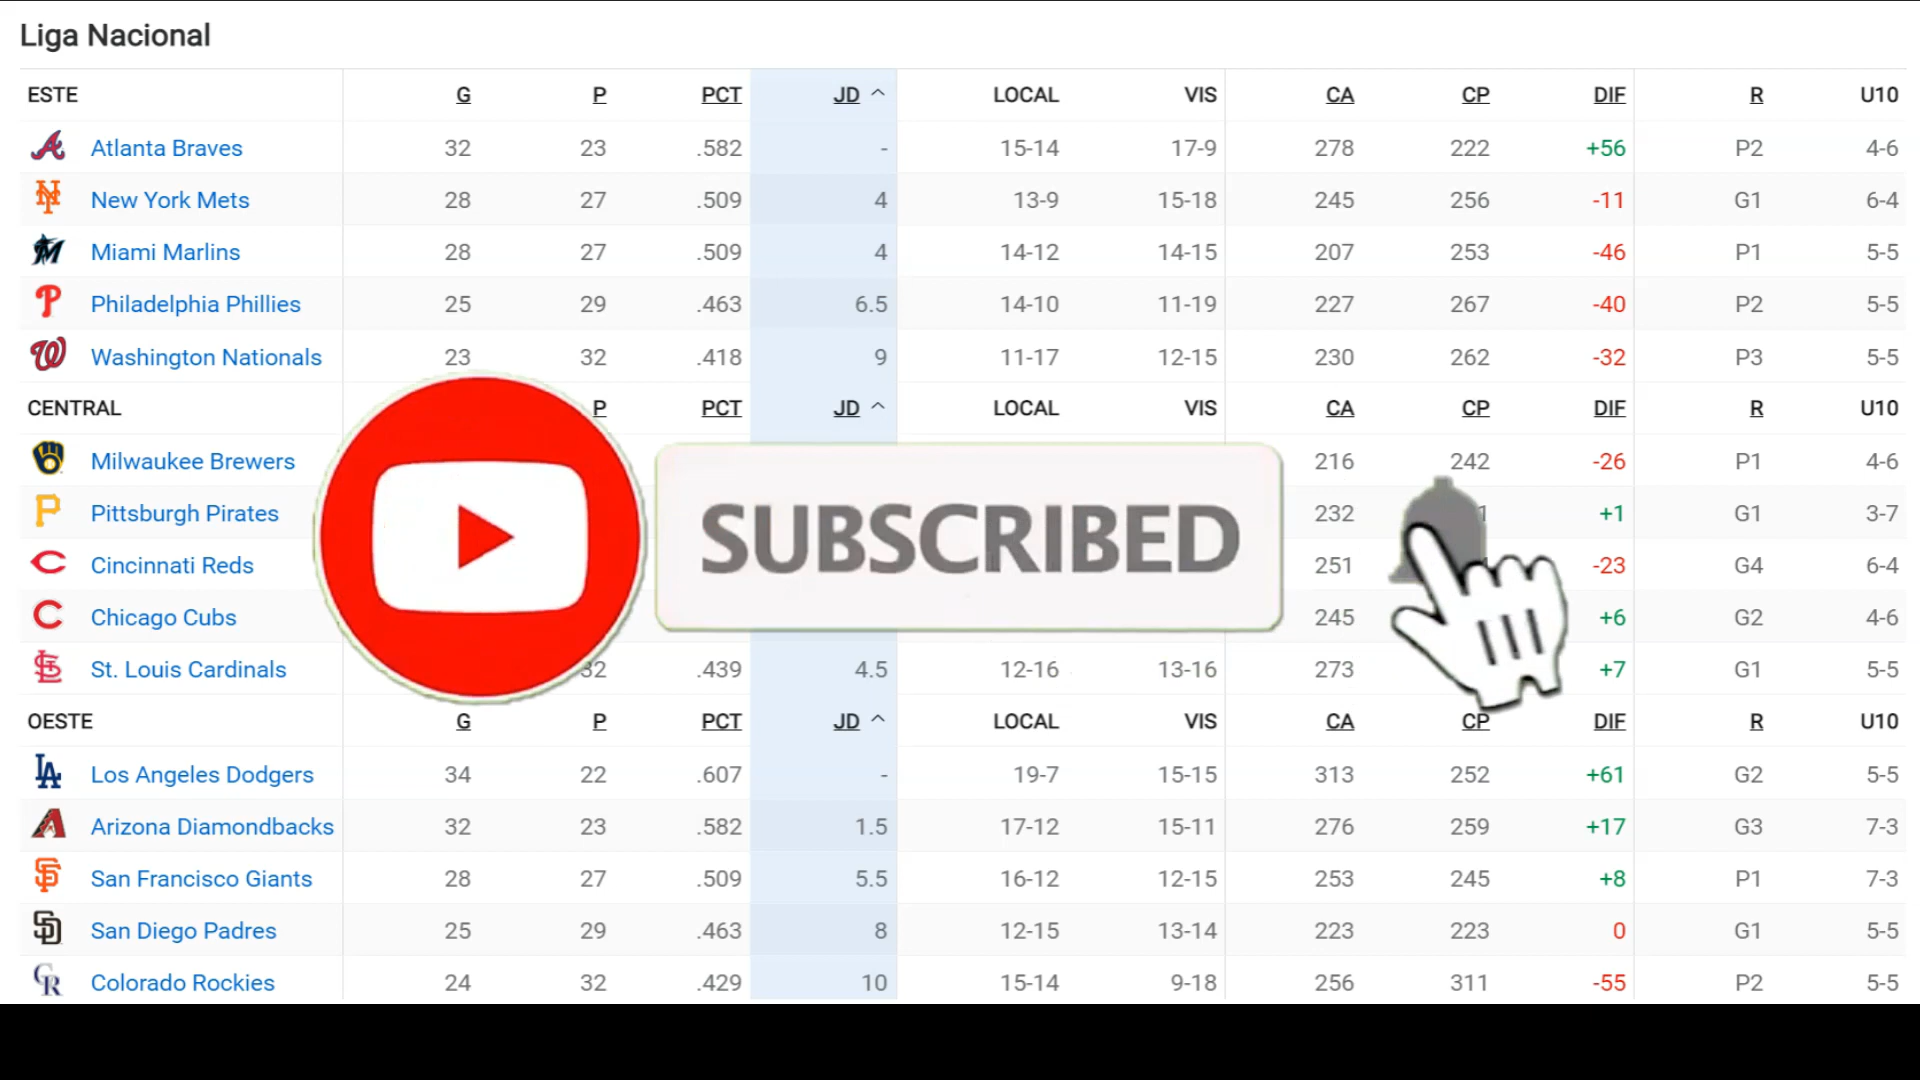 Liga Nacional
ESTE G P PCT JD LOCAL VIS CA CP DIF R U10
Atlanta Braves 32 23 .582 - 15-14 17-9 278 222 +56 P2 4-6
New York Mets 28 27 .509 4 13-9 15-18 245 256 -11 G1 6-4
Miami Marlins 28 27 .509 4 14-12 14-15 207 253 -46 P1 5-5
Philadelphia Phillies 25 29 .463 6.5 14-10 11-19 227 267 -40 P2 5-5
Washington Nationals 23 32 .418 9 11-17 12-15 230 262 -32 P3 5-5
CENTRAL P PCT JD LOCAL VIS CA CP DIF R U10
Milwaukee Brewers 216 242 -26 P1 4-6
Pittsburgh Pirates 232 +1 G1 3-7
SUBSCRIBED
Cincinnati Reds 251 -23 G4 6-4
Chicago Cubs 245 +6 G2 4-6
St. Louis Cardinals 32 .439 4.5 12-16 13-16 273 +7 G1 5-5
OESTE G P PCT JD LOCAL VIS CA CP DIF R U10
Los Angeles Dodgers 34 22 .607 - 19-7 15-15 313 252 +61 G2 5-5
Arizona Diamondbacks 32 23 .582 1.5 17-12 15-11 276 259 +17 G3 7-3
San Francisco Giants 28 27 .509 5.5 16-12 12-15 253 245 +8 P1 7-3
San Diego Padres 25 29 .463 8 12-15 13-14 223 223 0 G1 5-5
Colorado Rockies 24 32 .429 10 15-14 9-18 256 311 -55 P2 5-5